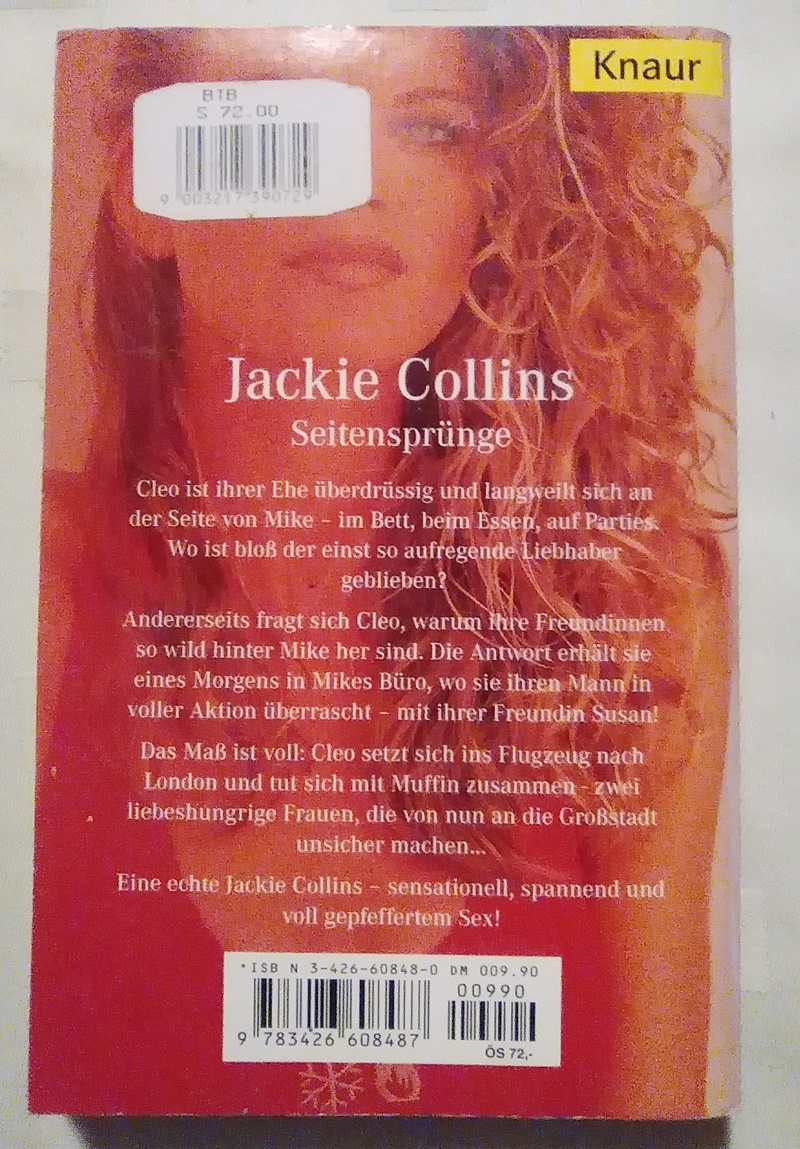 Knaur
BTB
S 72.00
9 003217 390729
Jackie Collins
Seitensprünge
Cleo ist ihrer Ehe überdrüssig und langweilt sich an
der Seite von Mike – im Bett, beim Essen, auf Parties.
Wo ist bloß der einst so aufregende Liebhaber
geblieben?
Andererseits fragt sich Cleo, warum ihre Freundinnen
so wild hinter Mike her sind. Die Antwort erhält sie
eines Morgens in Mikes Büro, wo sie ihren Mann in
voller Aktion überrascht – mit ihrer Freundin Susan!
Das Maß ist voll: Cleo setzt sich ins Flugzeug nach
London und tut sich mit Muffin zusammen - zwei
liebeshungrige Frauen, die von nun an die Großstadt
unsicher machen...
Eine echte Jackie Collins – sensationell, spannend und
voll gepfeffertem Sex!
*ISB N 3-426-60848-0 DM 009.90
00990
9 783426 608487
ÖS 72,-